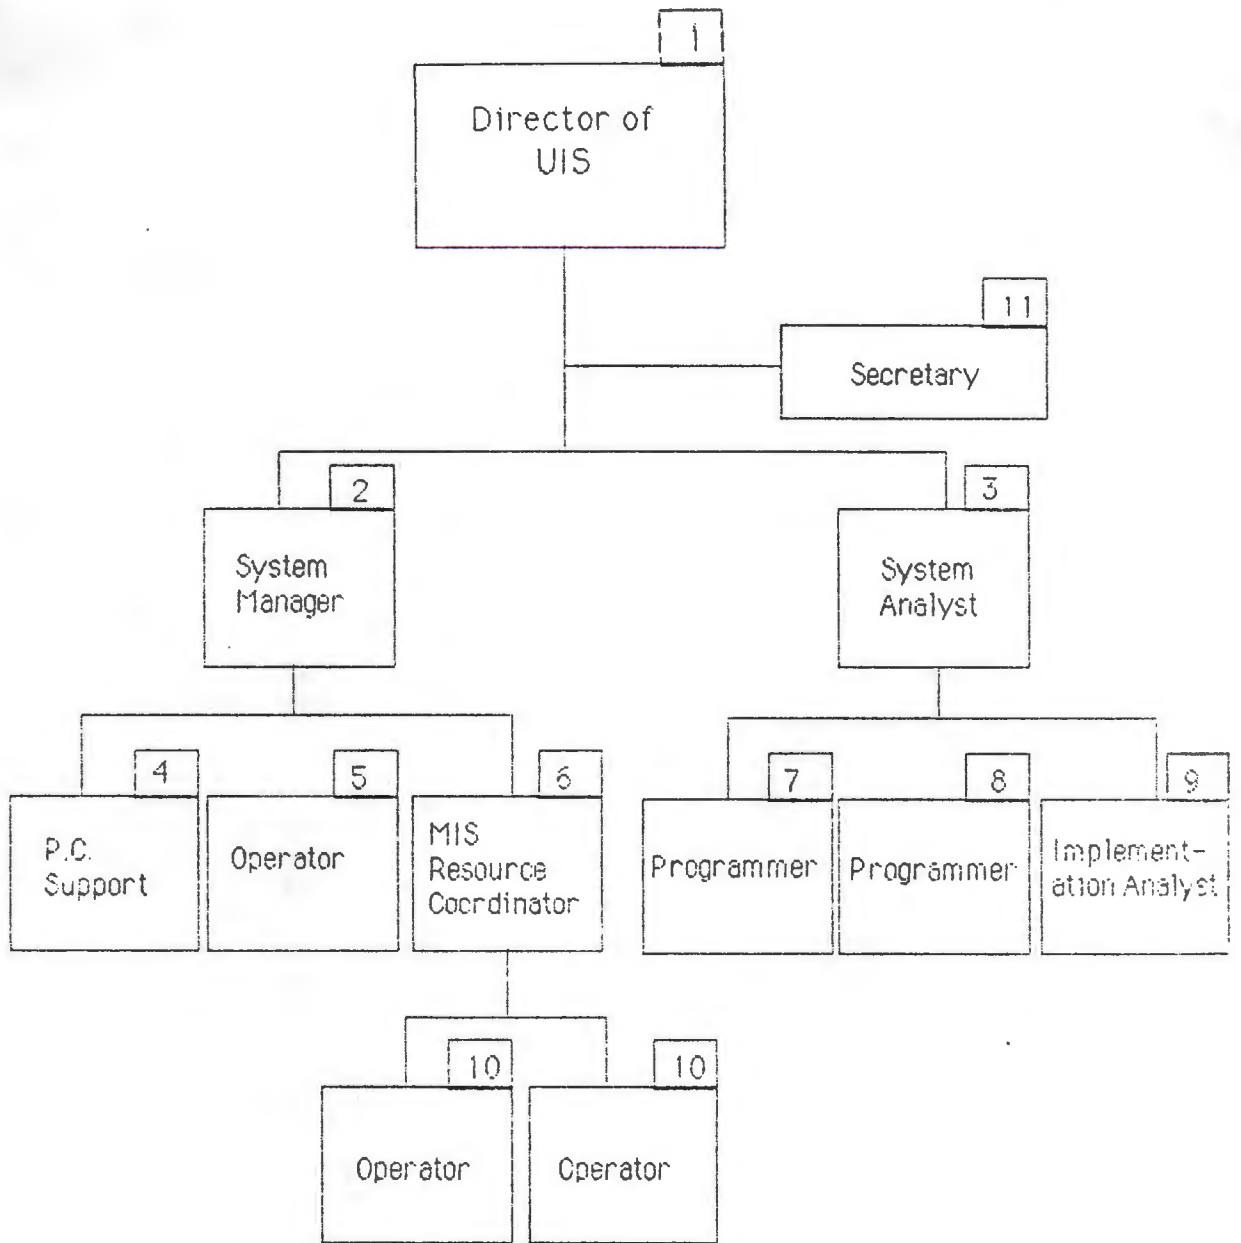 1
Director of
UIS
11
Secretary
2
System
Manager
3
System
Analyst
4
P.C.
Support
5
Operator
6
MIS
Resource
Coordinator
7
Programmer
8
Programmer
9
Implement-
ation Analyst
10
Operator
10
Operator